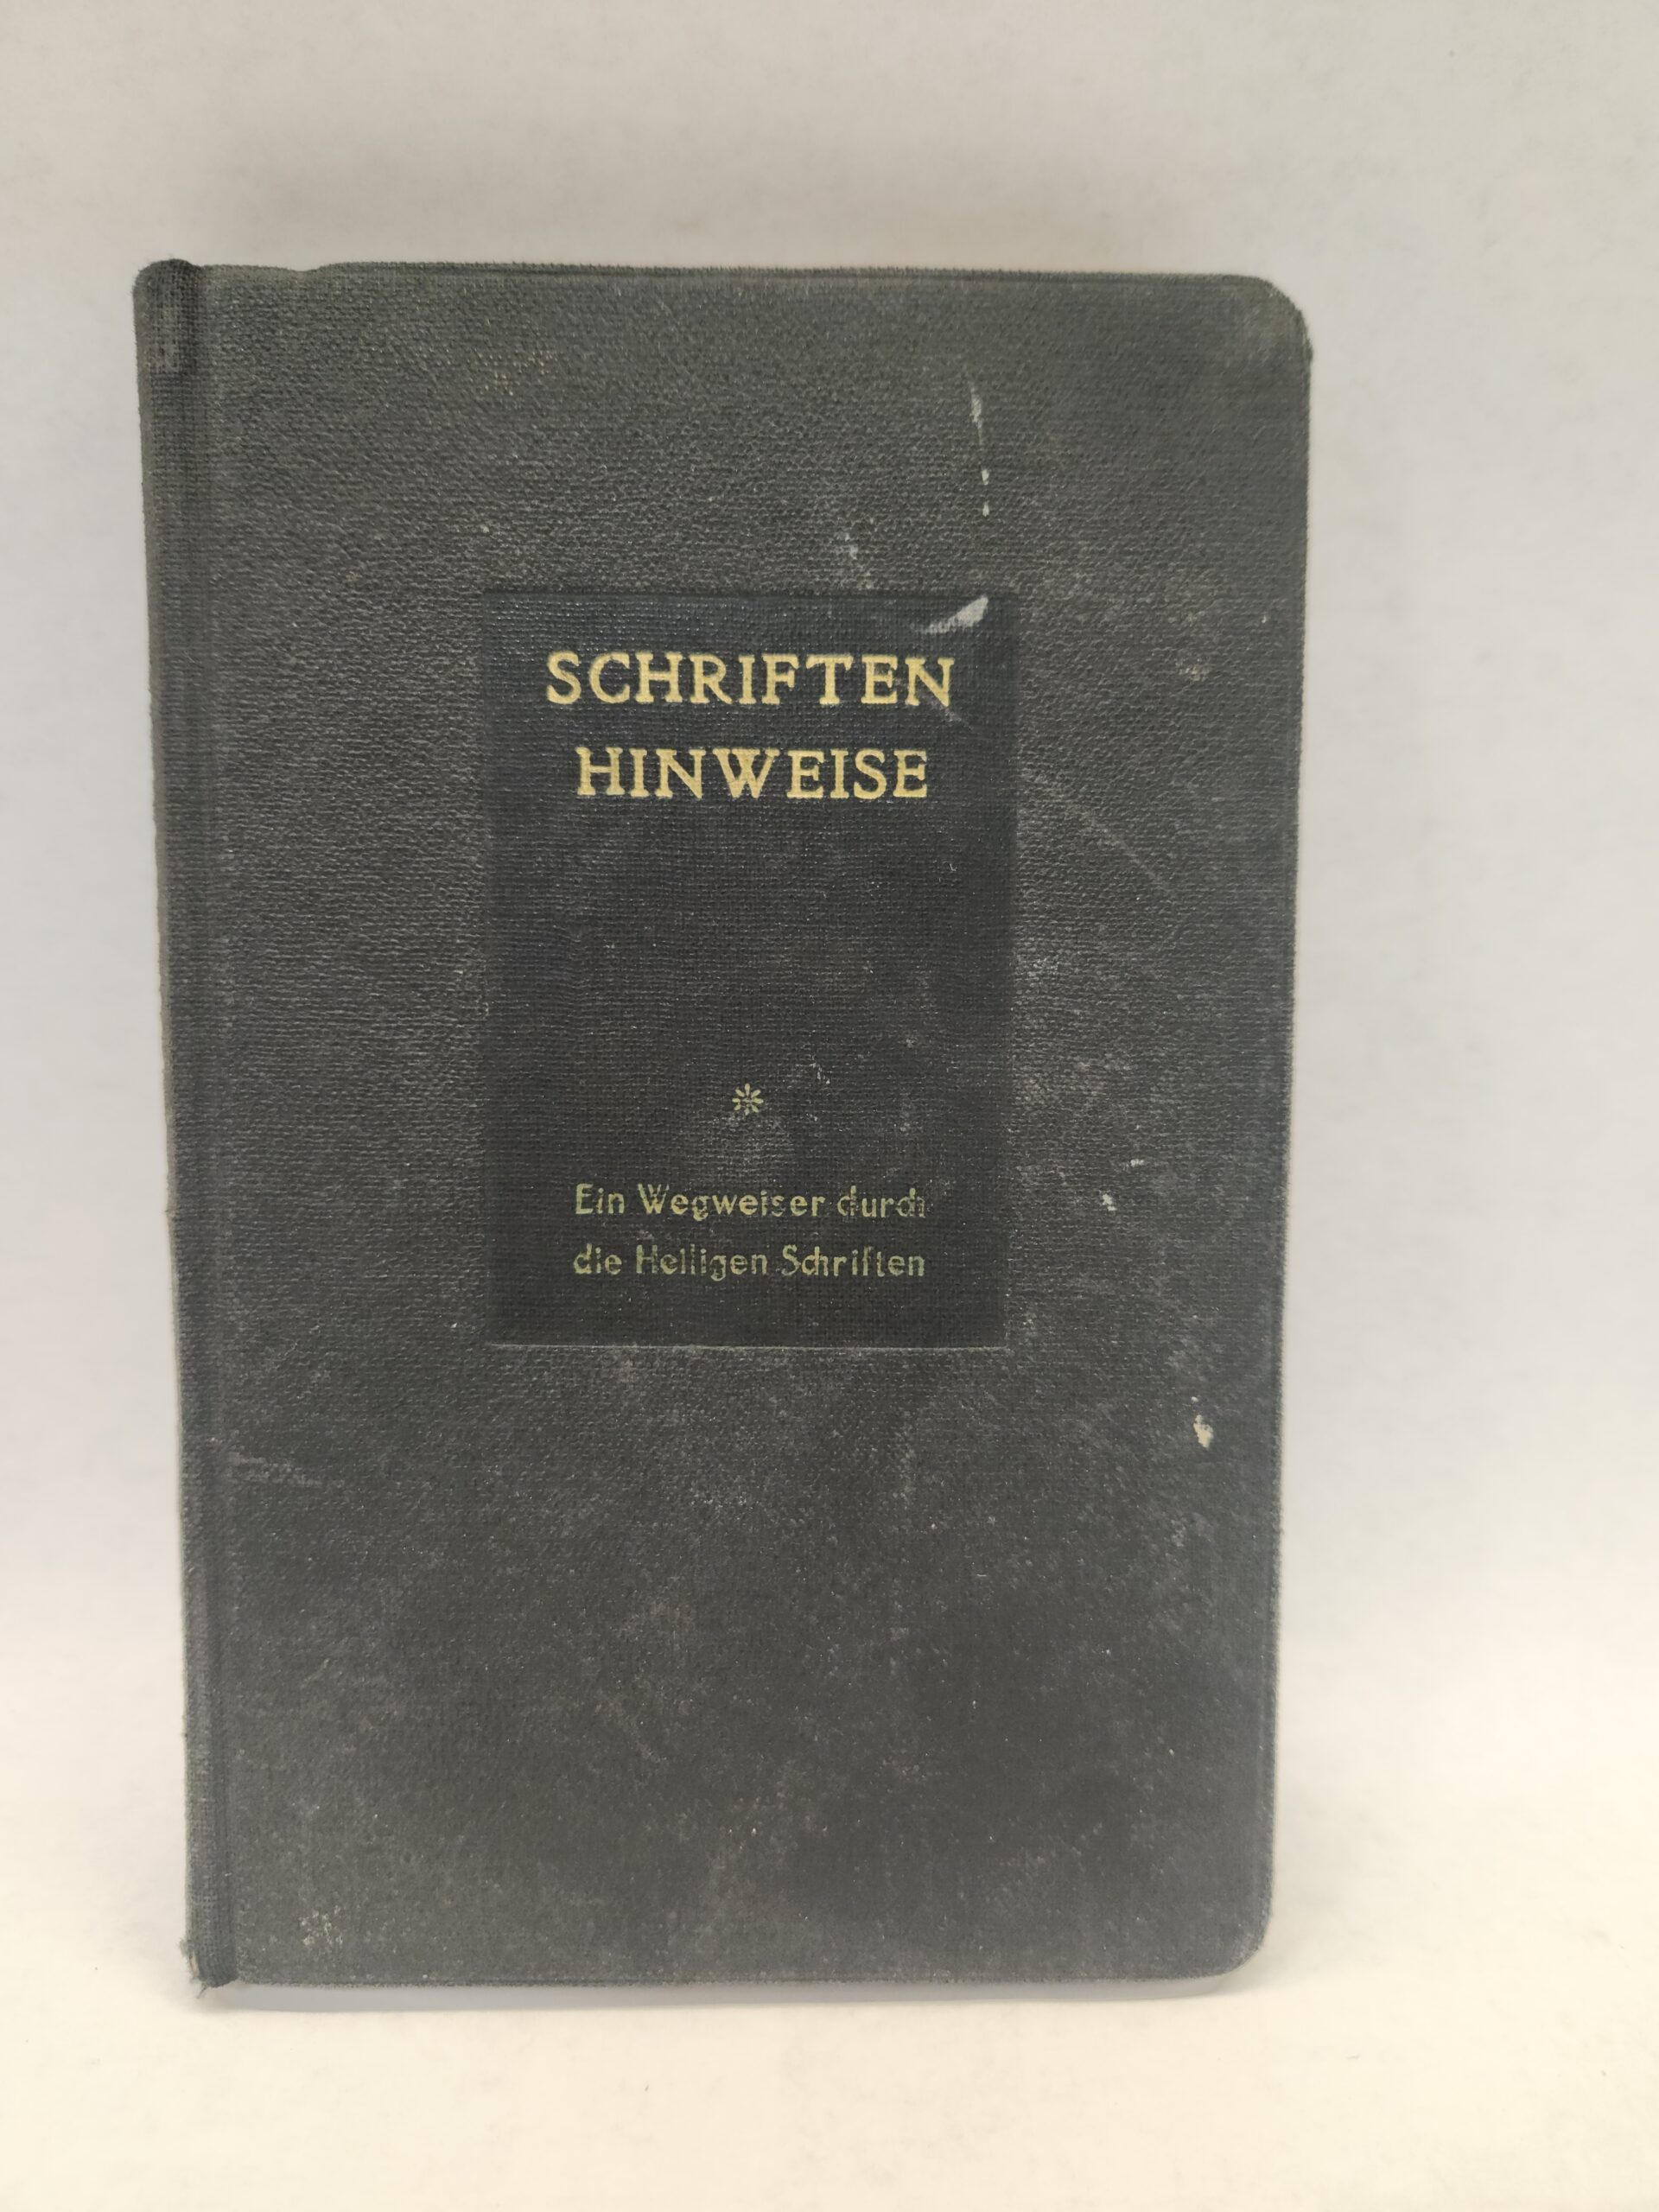 SCHRIFTEN
HINWEISE
Ein Wegweiser durch
die Heiligen Schriften